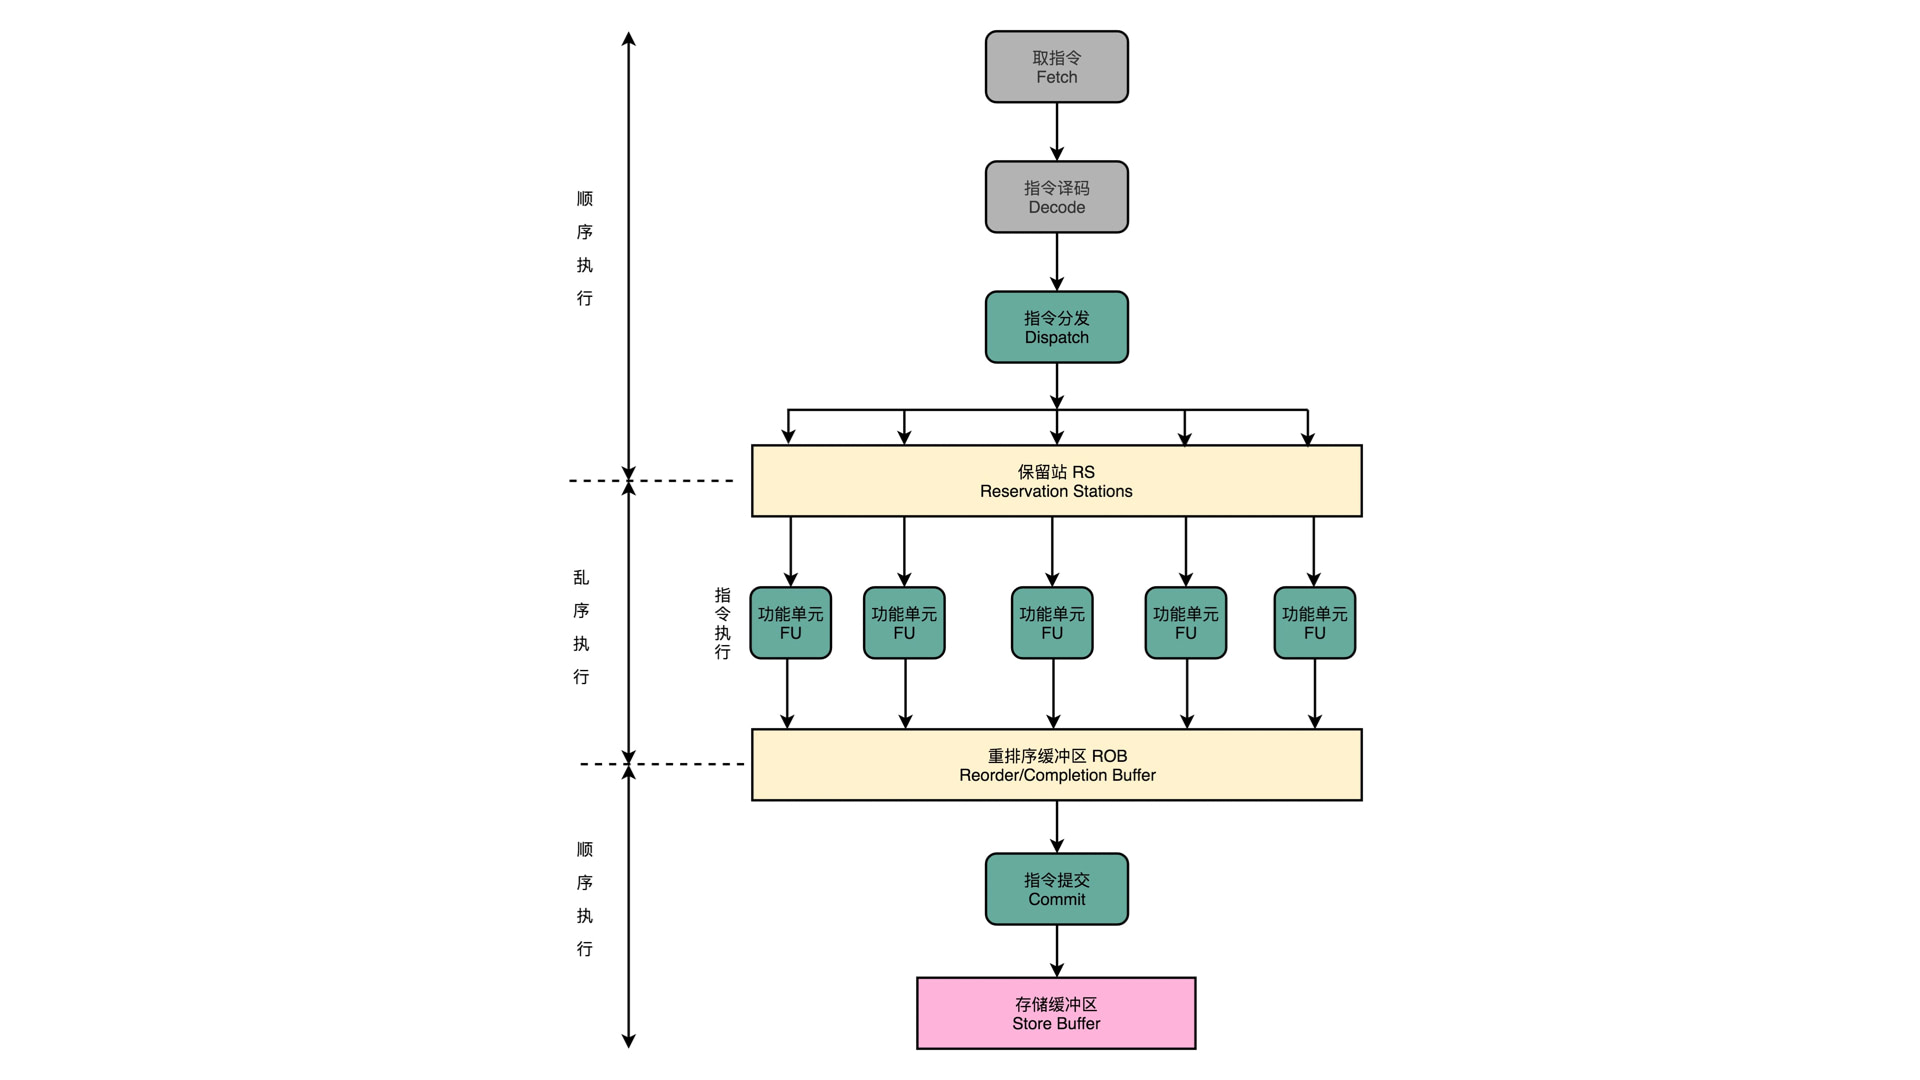 取指令
Fetch
指令译码
Decode
顺
序
执
行
指令分发
Dispatch
保留站 RS
Reservation Stations
乱
序
执
行
指
令
执
行
功能单元
FU
功能单元
FU
功能单元
FU
功能单元
FU
功能单元
FU
重排序缓冲区 ROB
Reorder/Completion Buffer
顺
序
执
行
指令提交
Commit
存储缓冲区
Store Buffer